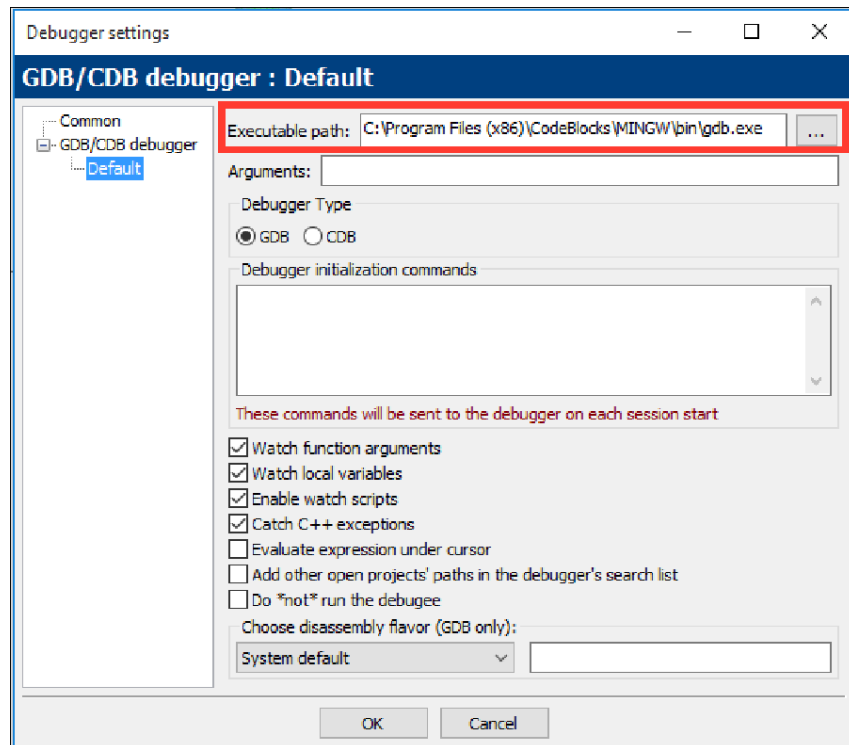 Debugger settings
GDB/CDB debugger : Default
Common
GDB/CDB debugger
Default
Executable path: C:\Program Files (x86)\CodeBlocks\MINGW\bin\gdb.exe ...
Arguments:
Debugger Type
GDB CDB
Debugger initialization commands
These commands will be sent to the debugger on each session start
Watch function arguments
Watch local variables
Enable watch scripts
Catch C++ exceptions
Evaluate expression under cursor
Add other open projects' paths in the debugger's search list
Do *not* run the debugee
Choose disassembly flavor (GDB only):
System default
OK Cancel